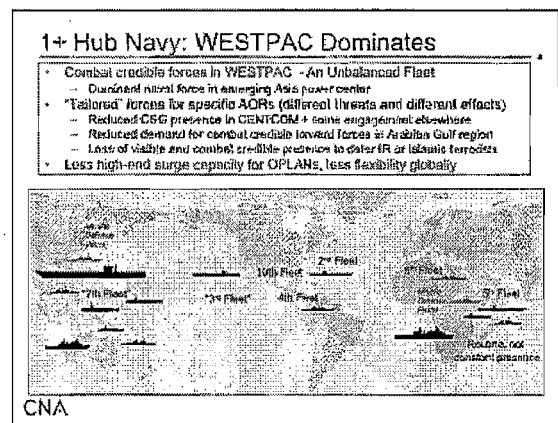 1+ Hub Navy: WESTPAC Dominates
• Combat credible forces in WESTPAC - An Unbalanced Fleet
– Dominant naval force in emerging Asia power center
• "Tailored" forces for specific AORs (different threats and different effects)
– Reduced CSG presence in CENTCOM + some engagement elsewhere
– Reduced demand for combat credible forward forces in Arabian Gulf region
– Loss of visible and combat credible presence to deter IR or Islamic terrorists
• Less high-end surge capacity for OPLANs, less flexibility globally
2nd Fleet
10th Fleet
"7th Fleet"
"3rd Fleet"
4th Fleet
6th Fleet
5th Fleet
Routine, not
constant presence
CNA